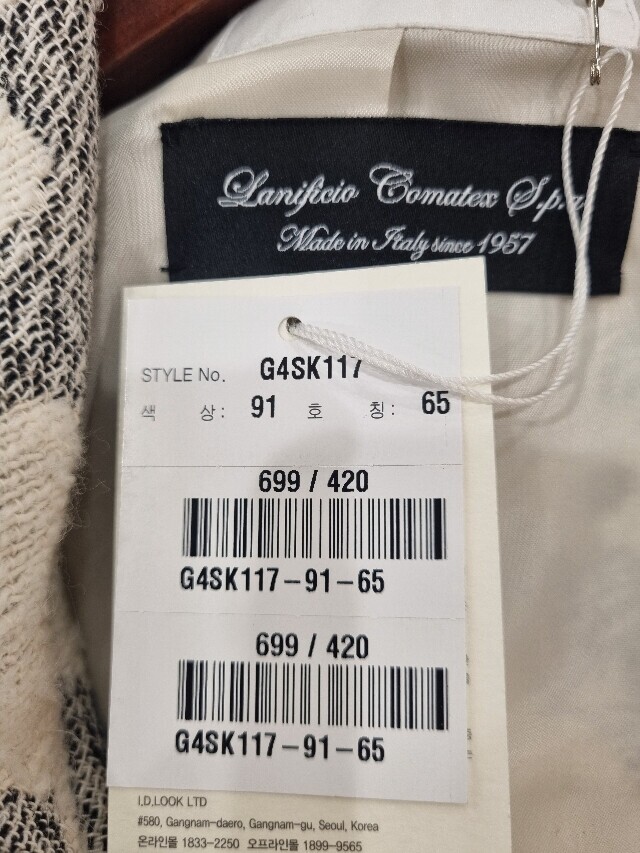 Lanificio Comatex S.p.a
Made in Italy since 1957
STYLE No. G4SK117
색 상: 91 호 칭: 65
699 / 420
G4SK117-91-65
699 / 420
G4SK117-91-65
I.D.LOOK LTD
#580, Gangnam-daero, Gangnam-gu, Seoul, Korea
온라인몰 1833-2250 오프라인몰 1899-9565